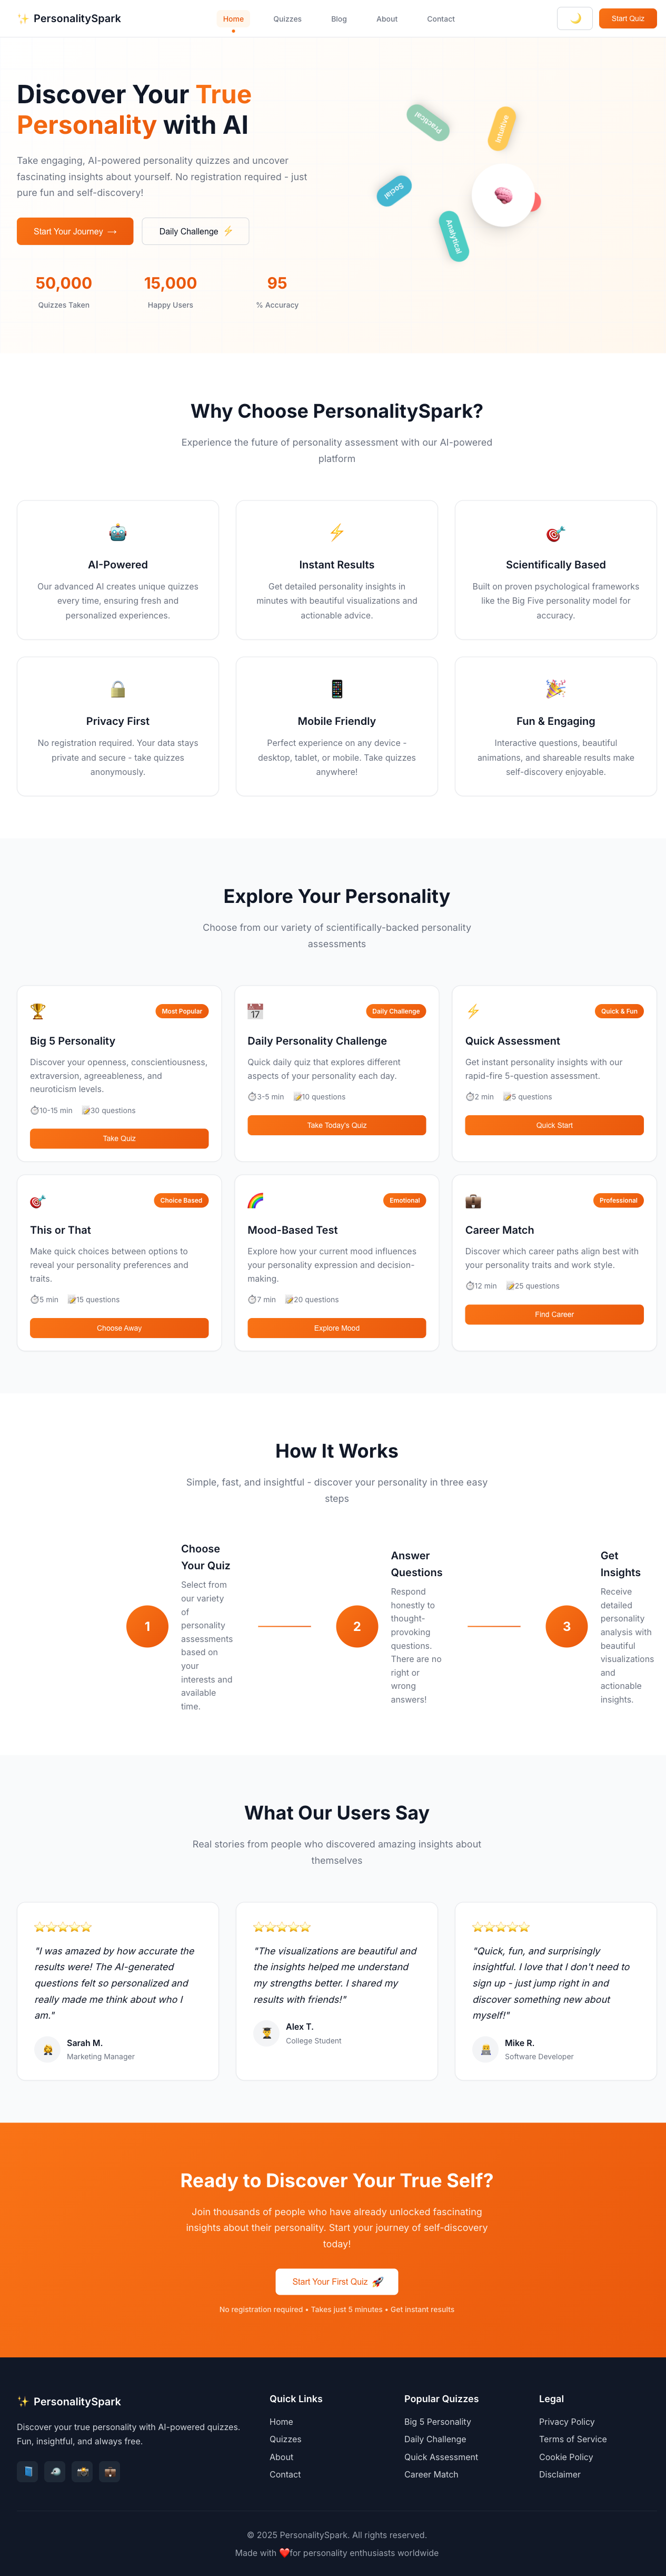 ✨ PersonalitySpark
Home
Quizzes
Blog
About
Contact
🌙
Start Quiz
Discover Your True
Personality with AI
Take engaging, AI-powered personality quizzes and uncover
fascinating insights about yourself. No registration required - just
pure fun and self-discovery!
Start Your Journey →
Daily Challenge ⚡
50,000
Quizzes Taken
15,000
Happy Users
95
% Accuracy
Practical
Intuitive
Social
Analytical
Why Choose PersonalitySpark?
Experience the future of personality assessment with our AI-powered
platform
AI-Powered
Our advanced AI creates unique quizzes
every time, ensuring fresh and
personalized experiences.
Instant Results
Get detailed personality insights in
minutes with beautiful visualizations and
actionable advice.
Scientifically Based
Built on proven psychological frameworks
like the Big Five personality model for
accuracy.
Privacy First
No registration required. Your data stays
private and secure - take quizzes
anonymously.
Mobile Friendly
Perfect experience on any device -
desktop, tablet, or mobile. Take quizzes
anywhere!
Fun & Engaging
Interactive questions, beautiful
animations, and shareable results make
self-discovery enjoyable.
Explore Your Personality
Choose from our variety of scientifically-backed personality
assessments
Most Popular
Big 5 Personality
Discover your openness, conscientiousness,
extraversion, agreeableness, and
neuroticism levels.
⏱️10-15 min 📝30 questions
Take Quiz
Daily Challenge
Daily Personality Challenge
Quick daily quiz that explores different
aspects of your personality each day.
⏱️3-5 min 📝10 questions
Take Today's Quiz
Quick & Fun
Quick Assessment
Get instant personality insights with our
rapid-fire 5-question assessment.
⏱️2 min 📝5 questions
Quick Start
Choice Based
This or That
Make quick choices between options to
reveal your personality preferences and
traits.
⏱️5 min 📝15 questions
Choose Away
Emotional
Mood-Based Test
Explore how your current mood influences
your personality expression and decision-
making.
⏱️7 min 📝20 questions
Explore Mood
Professional
Career Match
Discover which career paths align best with
your personality traits and work style.
⏱️12 min 📝25 questions
Find Career
How It Works
Simple, fast, and insightful - discover your personality in three easy
steps
1
Choose
Your Quiz
Select from
our variety
of
personality
assessments
based on
your
interests and
available
time.
2
Answer
Questions
Respond
honestly to
thought-
provoking
questions.
There are no
right or
wrong
answers!
3
Get
Insights
Receive
detailed
personality
analysis with
beautiful
visualizations
and
actionable
insights.
What Our Users Say
Real stories from people who discovered amazing insights about
themselves
⭐⭐⭐⭐⭐
"I was amazed by how accurate the
results were! The AI-generated
questions felt so personalized and
really made me think about who I
am."
Sarah M.
Marketing Manager
⭐⭐⭐⭐⭐
"The visualizations are beautiful and
the insights helped me understand
my strengths better. I shared my
results with friends!"
Alex T.
College Student
⭐⭐⭐⭐⭐
"Quick, fun, and surprisingly
insightful. I love that I don't need to
sign up - just jump right in and
discover something new about
myself!"
Mike R.
Software Developer
Ready to Discover Your True Self?
Join thousands of people who have already unlocked fascinating
insights about their personality. Start your journey of self-discovery
today!
Start Your First Quiz 🚀
No registration required • Takes just 5 minutes • Get instant results
✨ PersonalitySpark
Discover your true personality with AI-powered quizzes.
Fun, insightful, and always free.
Quick Links
Home
Quizzes
About
Contact
Popular Quizzes
Big 5 Personality
Daily Challenge
Quick Assessment
Career Match
Legal
Privacy Policy
Terms of Service
Cookie Policy
Disclaimer
© 2025 PersonalitySpark. All rights reserved.
Made with ❤️for personality enthusiasts worldwide